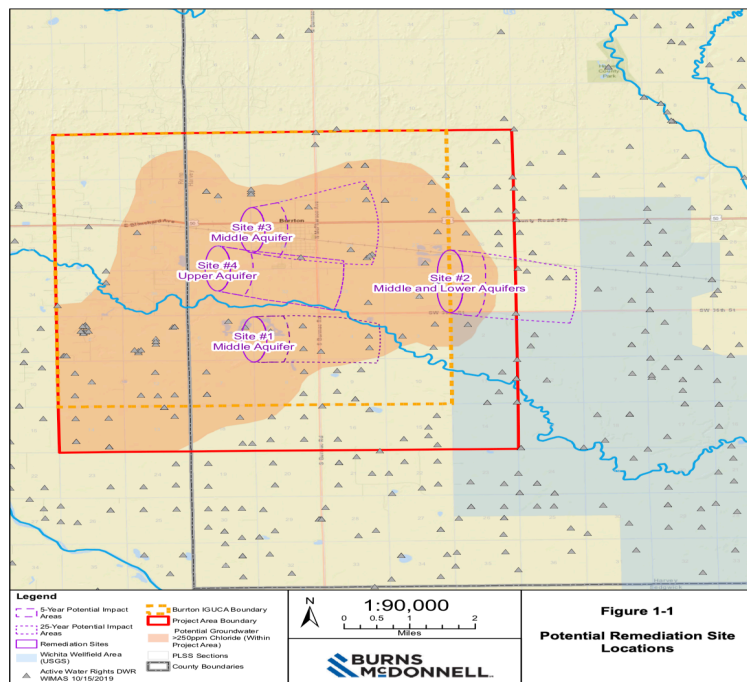 Burrton
Site #3
Middle Aquifer
Site #4
Upper Aquifer
Site #2
Middle and Lower Aquifers
Site #1
Middle Aquifer
Legend
5-Year Potential Impact
Areas
25-Year Potential Impact
Areas
Remediation Sites
Wichita Wellfield Area
(USGS)
Active Water Rights DWR
WIMAS 10/15/2019
Burrton IGUCA Boundary
Project Area Boundary
Potential Groundwater
>250ppm Chloride (Within
Project Area)
PLSS Sections
County Boundaries
N
1:90,000
0 0.5 1 2
Miles
BURNS
McDONNELL
Figure 1-1
Potential Remediation Site
Locations